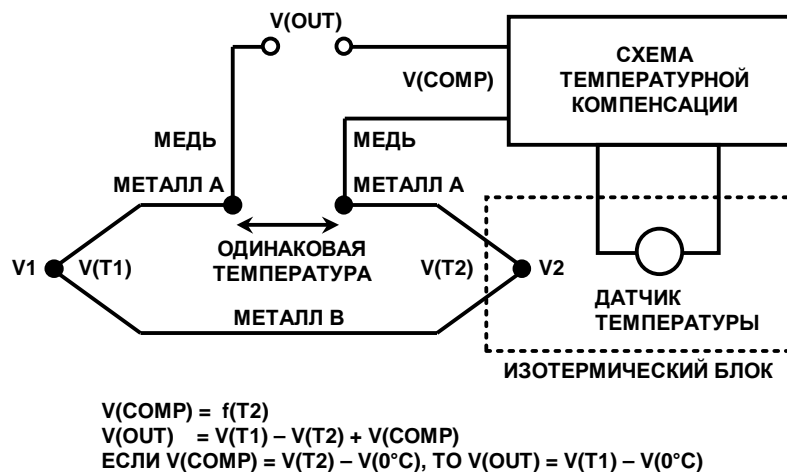 V(OUT)
СХЕМА
ТЕМПЕРАТУРНОЙ
КОМПЕНСАЦИИ
V(COMP)
МЕДЬ
МЕДЬ
МЕТАЛЛ А
МЕТАЛЛ А
ОДИНАКОВАЯ
ТЕМПЕРАТУРА
V1
V(T1)
V(T2)
V2
МЕТАЛЛ В
ДАТЧИК
ТЕМПЕРАТУРЫ
ИЗОТЕРМИЧЕСКИЙ БЛОК
V(COMP) = f(T2)
V(OUT) = V(T1) – V(T2) + V(COMP)
ЕСЛИ V(COMP) = V(T2) – V(0°C), ТО V(OUT) = V(T1) – V(0°C)